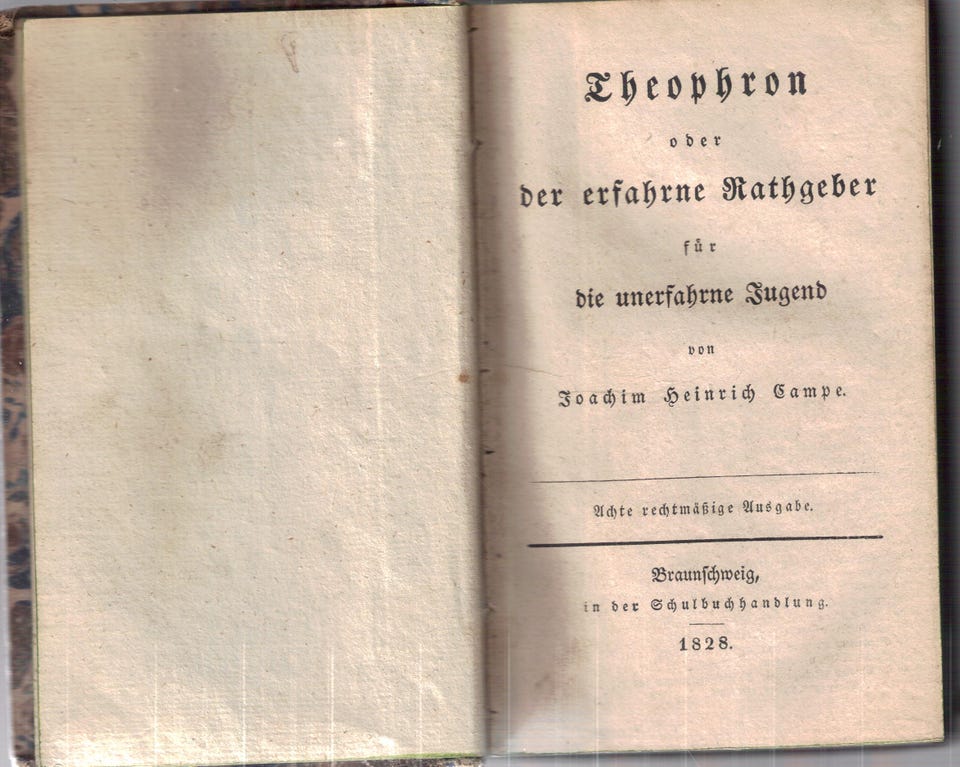 Theophron
oder
der erfahrne Rathgeber
für
die unerfahrne Jugend
von
Joachim Heinrich Campe.
Achte rechtmäßige Ausgabe.
Braunschweig,
in der Schulbuchhandlung.
1828.